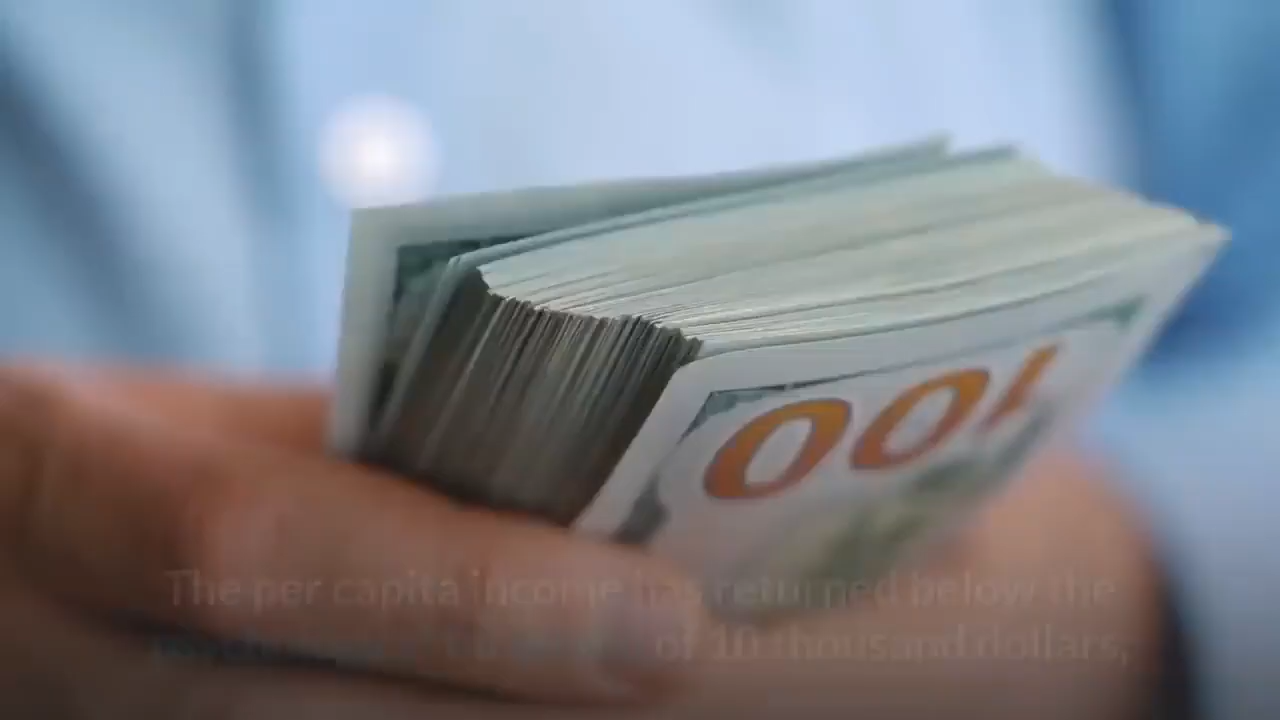 100
The per capita income has returned below the
of 10 thousand dollars,